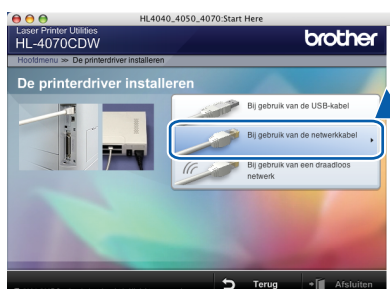 HL4040_4050_4070:Start Here
Laser Printer Utilities
brother
HL-4070CDW
Hoofdmenu >> De printerdriver installeren
De printerdriver installeren
Bij gebruik van de USB-kabel
Bij gebruik van de netwerkkabel
Bij gebruik van een draadloos
netwerk
Terug
Afsluiten